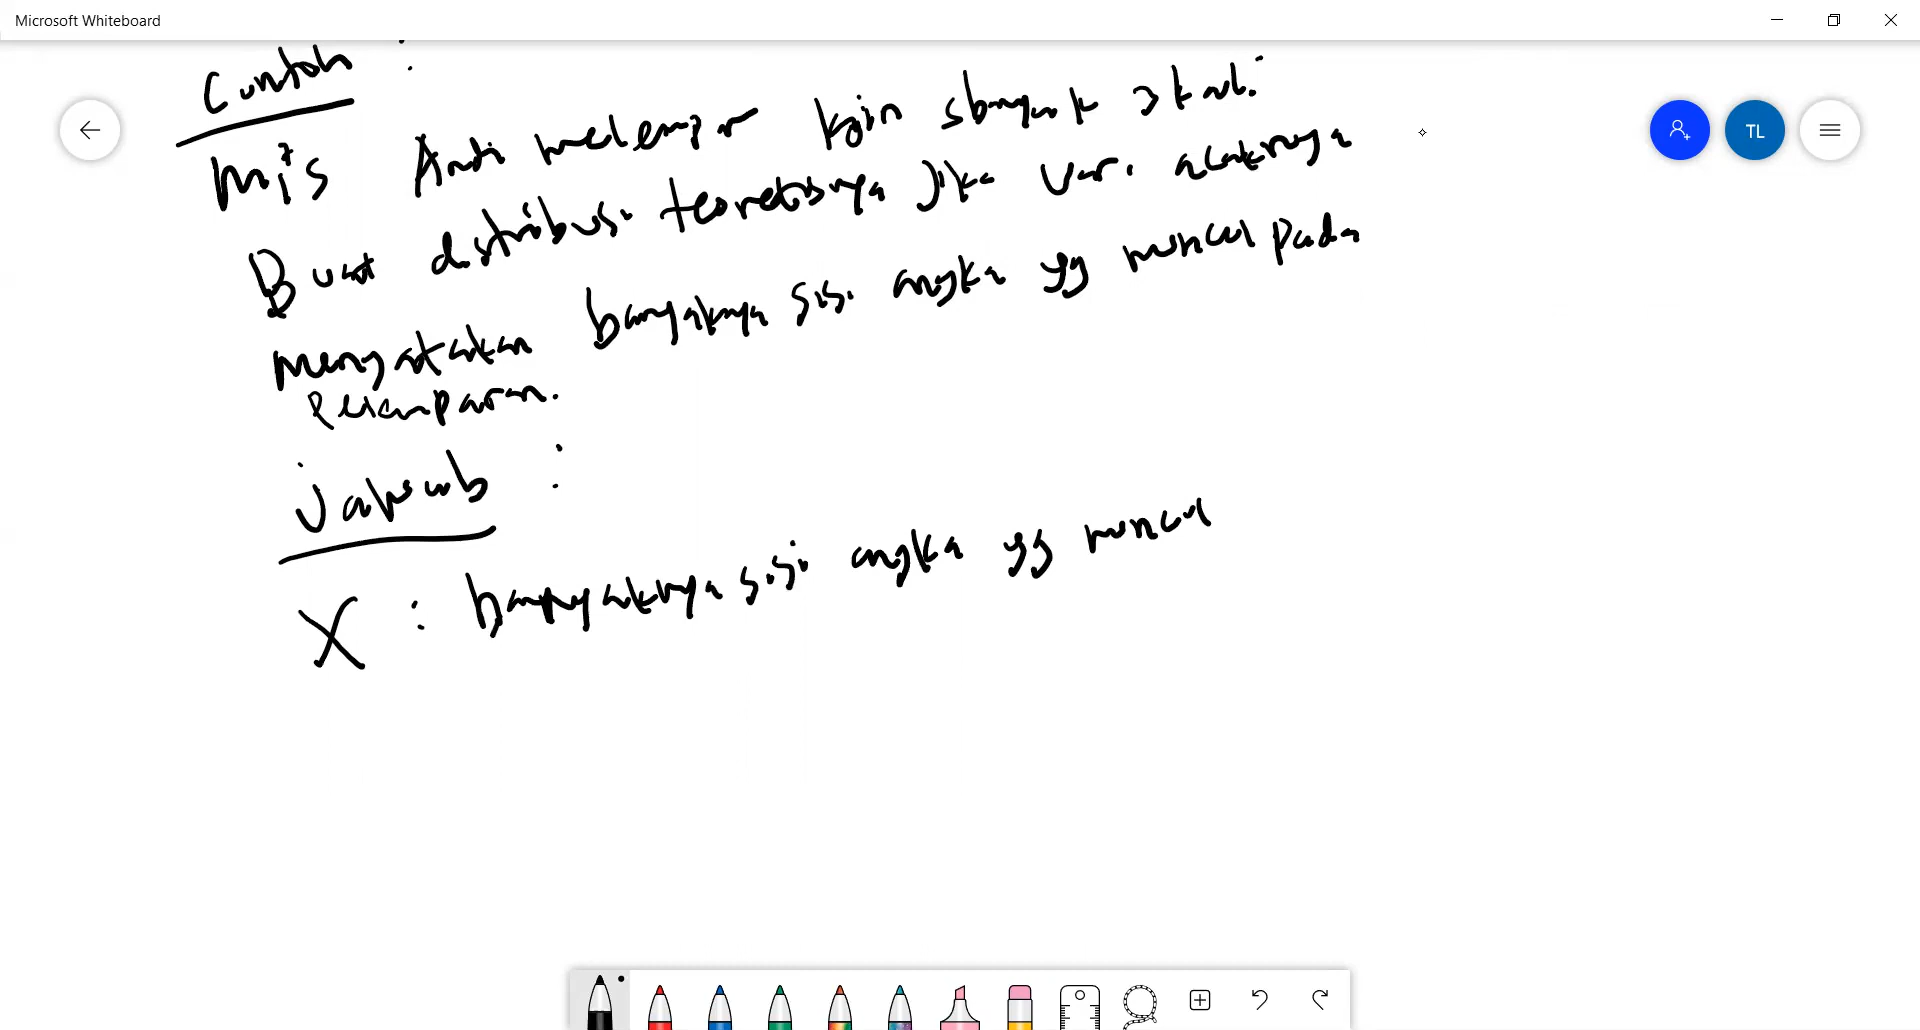 Microsoft Whiteboard
Contoh :
TL
Mis Andi melempar koin sbanyak 3 kali.
Buat distribusi teoretisnya jika var. acaknya
menyatakan banyaknya sisi angka yg muncul pada
pelemparan.
jawab :
X : banyaknya sisi angka yg muncul